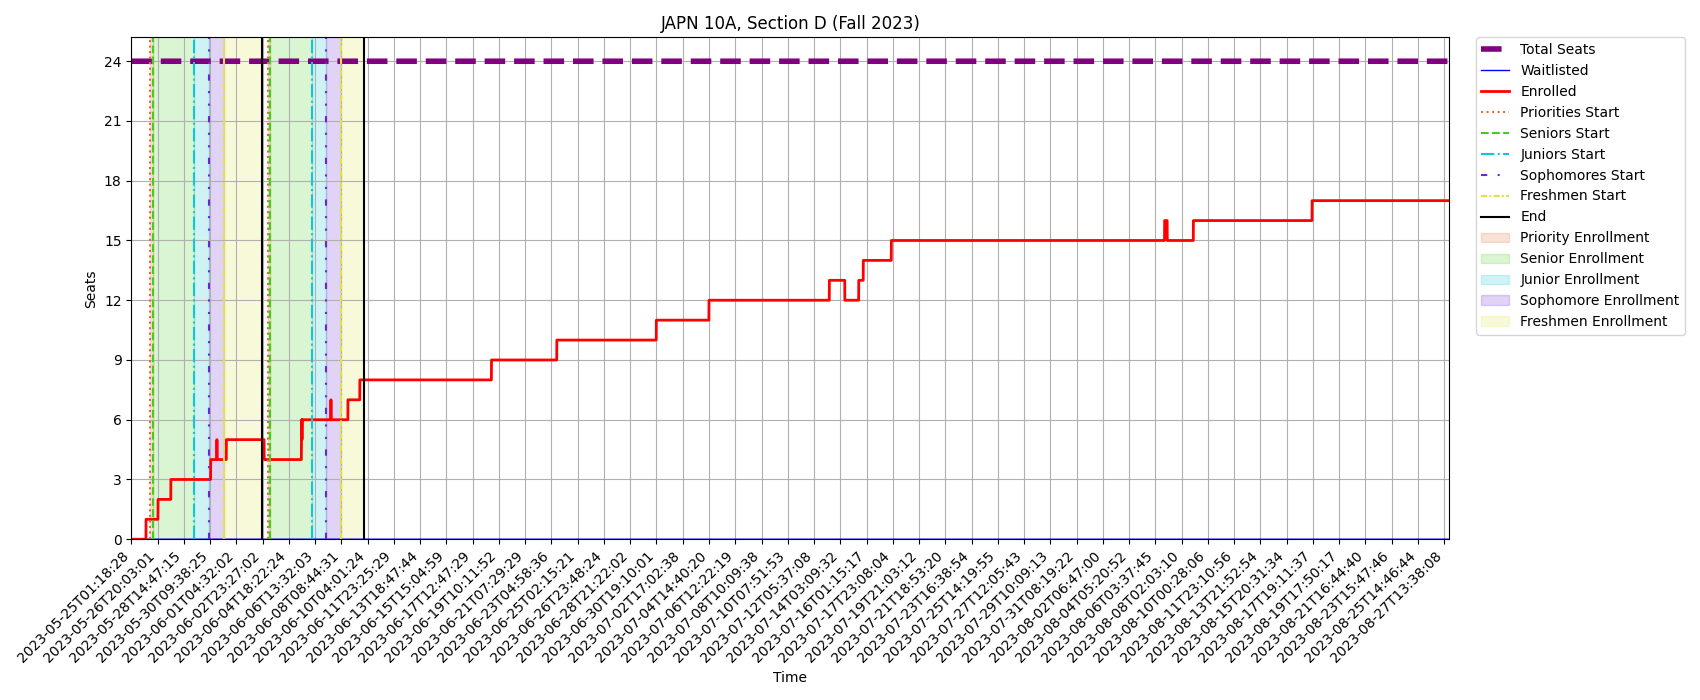 JAPN 10A, Section D (Fall 2023)
Seats
24
21
18
15
12
9
6
3
0
2023-05-25T01:18:28
2023-05-26T20:03:01
2023-05-28T14:47:15
2023-05-30T09:38:25
2023-06-01T04:32:02
2023-06-02T23:27:02
2023-06-04T18:22:24
2023-06-06T13:32:03
2023-06-08T08:44:31
2023-06-10T04:01:24
2023-06-11T23:25:29
2023-06-13T18:47:44
2023-06-15T15:04:59
2023-06-17T12:47:29
2023-06-19T10:11:52
2023-06-21T07:29:29
2023-06-23T04:58:36
2023-06-25T02:15:21
2023-06-26T23:48:24
2023-06-28T21:22:02
2023-06-30T19:10:01
2023-07-02T17:02:38
2023-07-04T14:40:20
2023-07-06T12:22:19
2023-07-08T10:09:38
2023-07-10T07:51:53
2023-07-12T05:37:08
2023-07-14T03:09:32
2023-07-16T01:15:17
2023-07-17T23:08:04
2023-07-19T21:03:12
2023-07-21T18:53:20
2023-07-23T16:38:54
2023-07-25T14:19:55
2023-07-27T12:05:43
2023-07-29T10:09:13
2023-07-31T08:19:22
2023-08-02T06:47:00
2023-08-04T05:20:52
2023-08-06T03:37:45
2023-08-08T02:03:10
2023-08-10T00:28:06
2023-08-11T23:10:56
2023-08-13T21:52:54
2023-08-15T20:31:34
2023-08-17T19:11:37
2023-08-19T17:50:17
2023-08-21T16:44:40
2023-08-23T15:47:46
2023-08-25T14:46:44
2023-08-27T13:38:08
Time
Total Seats
Waitlisted
Enrolled
Priorities Start
Seniors Start
Juniors Start
Sophomores Start
Freshmen Start
End
Priority Enrollment
Senior Enrollment
Junior Enrollment
Sophomore Enrollment
Freshmen Enrollment